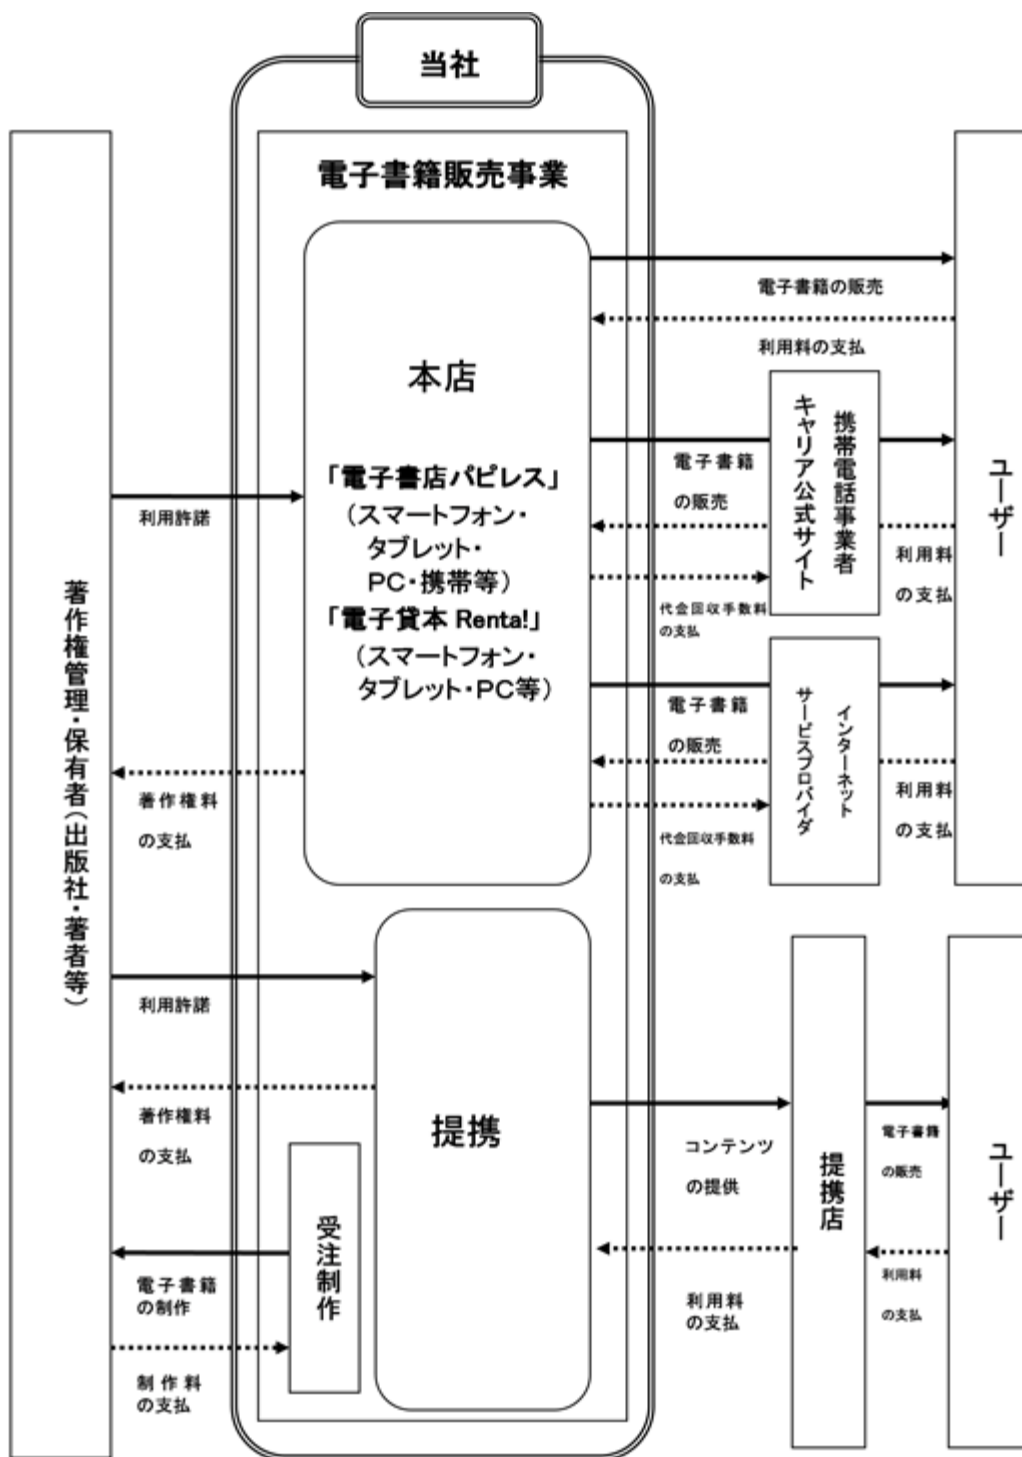 当社
電子書籍販売事業
本店
「電子書店パピレス」
（スマートフォン・
タブレット・
PC・携帯等）
「電子貸本 Renta!」
（スマートフォン・
タブレット・PC等）
著作権管理・保有者（出版社・著者等）
利用許諾
著作権料
の支払
利用許諾
著作権料
の支払
電子書籍
の制作
制作料
の支払
受注制作
提携
電子書籍の販売
利用料の支払
電子書籍
の販売
代金回収手数料
の支払
携帯電話事業者
キャリア公式サイト
利用料
の支払
電子書籍
の販売
代金回収手数料
の支払
インターネット
サービスプロバイダ
利用料
の支払
ユーザー
コンテンツ
の提供
利用料
の支払
提携店
電子書籍
の販売
利用料
の支払
ユーザー